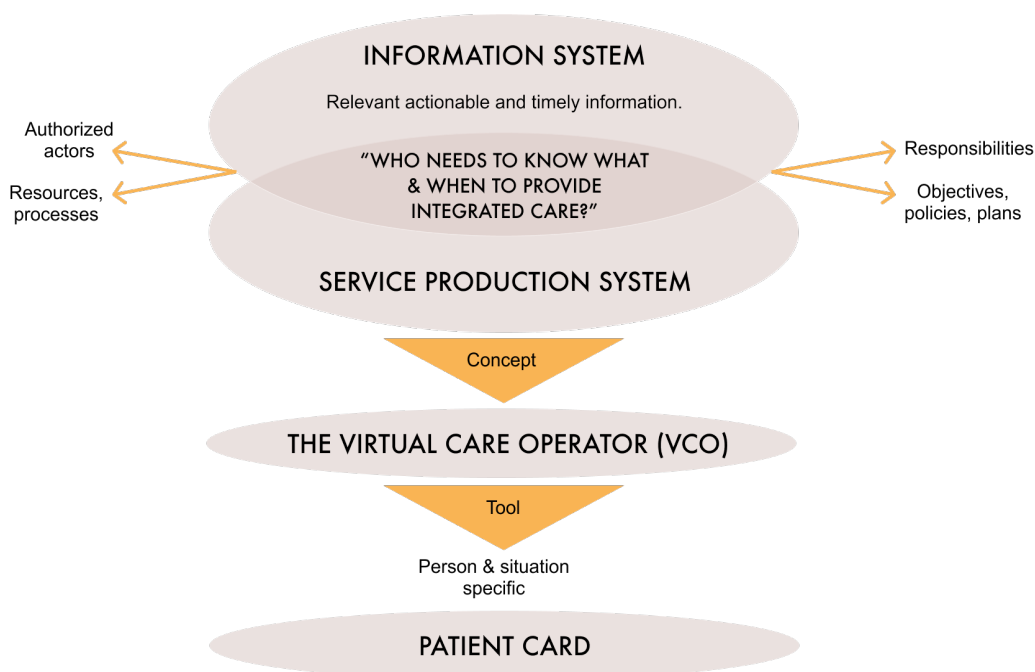 INFORMATION SYSTEM
Relevant actionable and timely information.
Authorized
actors
Resources,
processes
“WHO NEEDS TO KNOW WHAT
& WHEN TO PROVIDE
INTEGRATED CARE?”
Responsibilities
Objectives,
policies, plans
SERVICE PRODUCTION SYSTEM
Concept
THE VIRTUAL CARE OPERATOR (VCO)
Tool
Person & situation
specific
PATIENT CARD